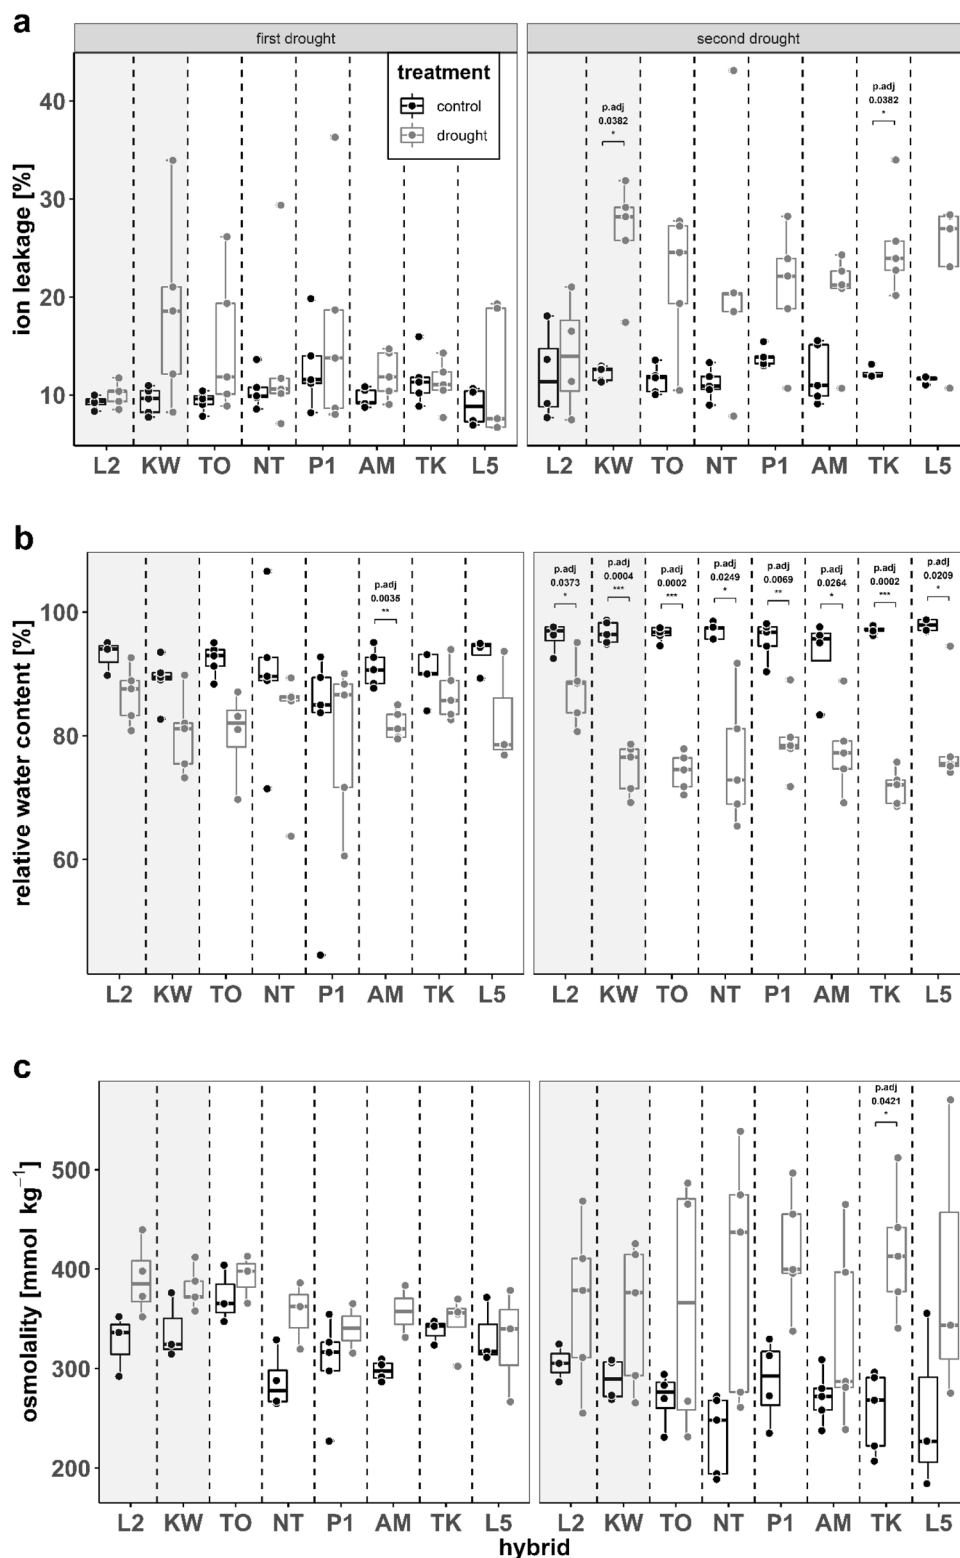 a
first drought
second drought
treatment
control
drought
ion leakage [%]
40
30
20
10
p.adj
0.0382
*
p.adj
0.0382
*
L2 KW TO NT P1 AM TK L5
L2 KW TO NT P1 AM TK L5
b
relative water content [%]
100
80
60
p.adj
0.0035
**
p.adj
0.0373
*
p.adj
0.0004
***
p.adj
0.0002
***
p.adj
0.0249
*
p.adj
0.0069
**
p.adj
0.0264
*
p.adj
0.0002
***
p.adj
0.0209
*
L2 KW TO NT P1 AM TK L5
L2 KW TO NT P1 AM TK L5
c
osmolality [mmol kg⁻¹]
500
400
300
200
p.adj
0.0421
*
L2 KW TO NT P1 AM TK L5
L2 KW TO NT P1 AM TK L5
hybrid